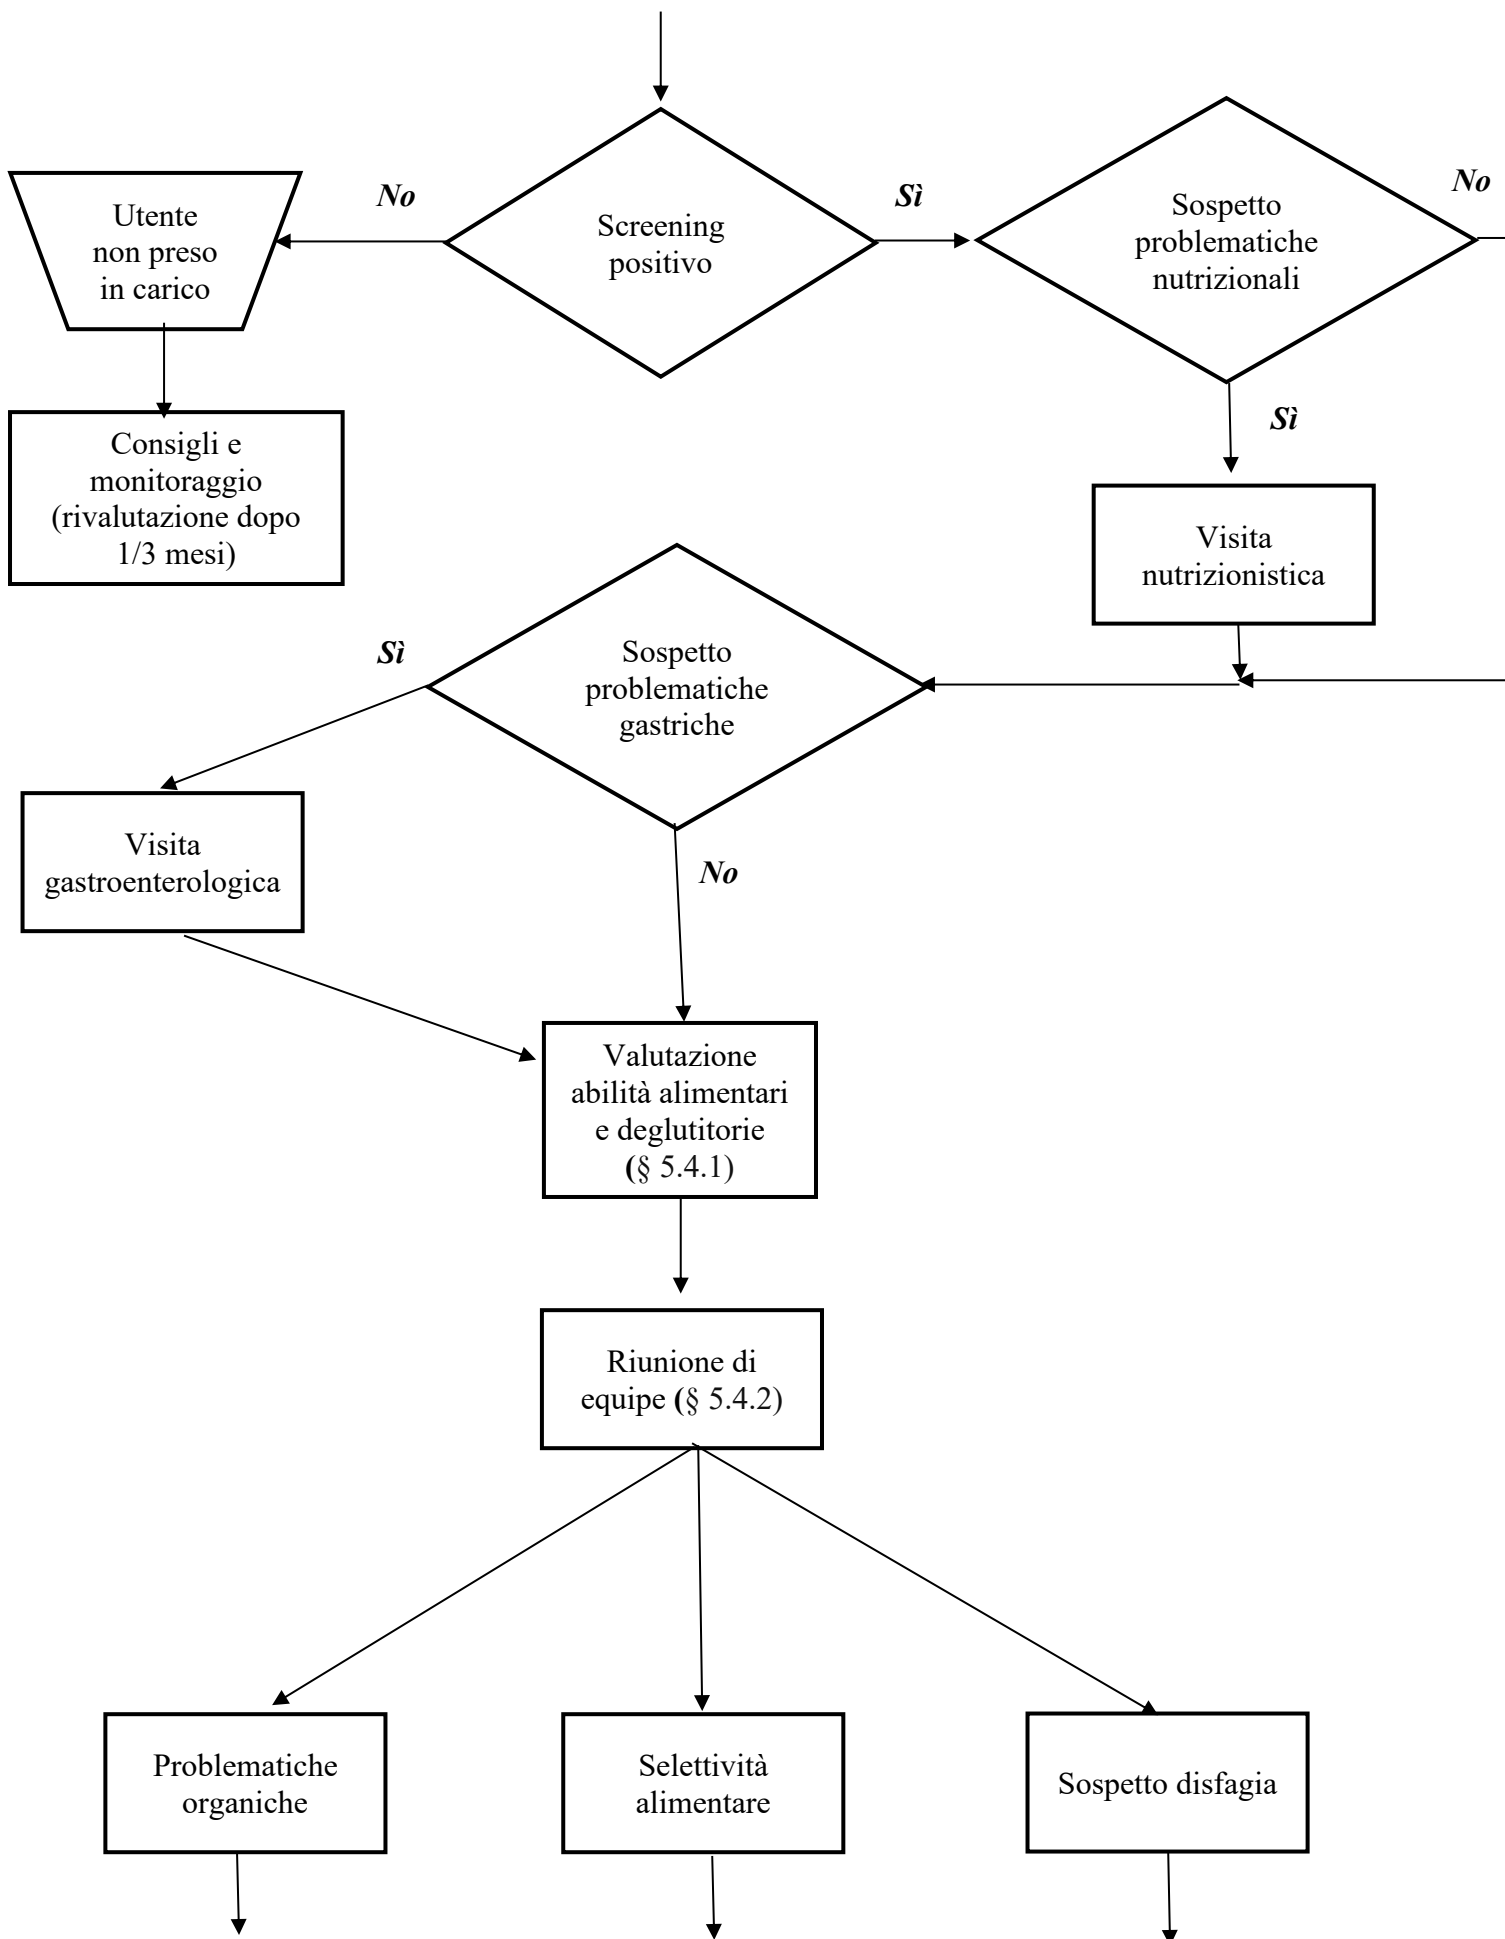 No
Sì
No
Utente
non preso
in carico
Screening
positivo
Sospetto
problematiche
nutrizionali
Sì
Consigli e
monitoraggio
(rivalutazione dopo
1/3 mesi)
Visita
nutrizionistica
Sì
Sospetto
problematiche
gastriche
Visita
gastroenterologica
No
Valutazione
abilità alimentari
e deglutitorie
(§ 5.4.1)
Riunione di
equipe (§ 5.4.2)
Problematiche
organiche
Selettività
alimentare
Sospetto disfagia